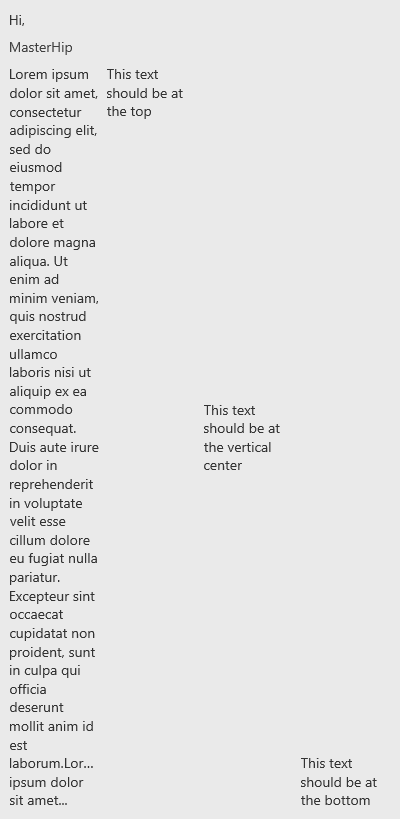 Hi,
MasterHip
Lorem ipsum
dolor sit amet,
consectetur
adipiscing elit,
sed do
eiusmod
tempor
incididunt ut
labore et
dolore magna
aliqua. Ut
enim ad
minim veniam,
quis nostrud
exercitation
ullamco
laboris nisi ut
aliquip ex ea
commodo
consequat.
Duis aute irure
dolor in
reprehenderit
in voluptate
velit esse
cillum dolore
eu fugiat nulla
pariatur.
Excepteur sint
occaecat
cupidatat non
proident, sunt
in culpa qui
officia
deserunt
mollit anim id
est
laborum.Lor...
ipsum dolor
sit amet...
This text
should be at
the top
This text
should be at
the vertical
center
This text
should be at
the bottom